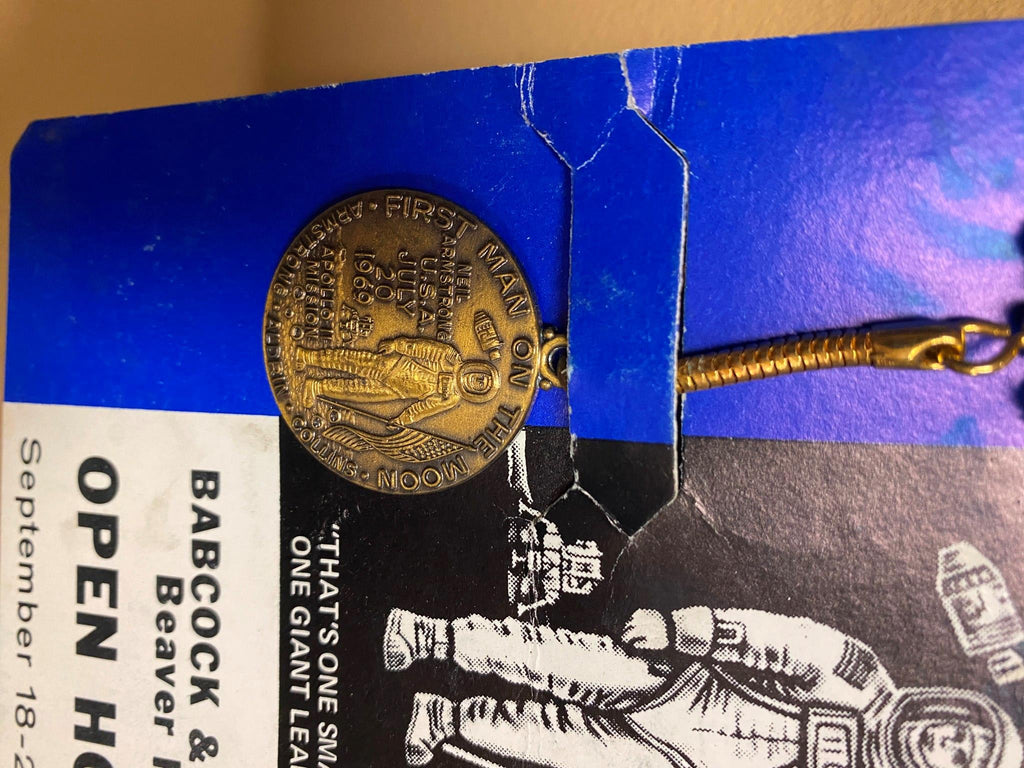 FIRST MAN ON THE MOON ·
ARMSTRONG · ALDRIN · COLLINS
NEIL
ARMSTRONG
U.S.A.
JULY
20
1969
APOLLO 11
MISSION
"THAT'S ONE SMA
ONE GIANT LEA
BABCOCK &
Beaver
OPEN HO
September 18-2